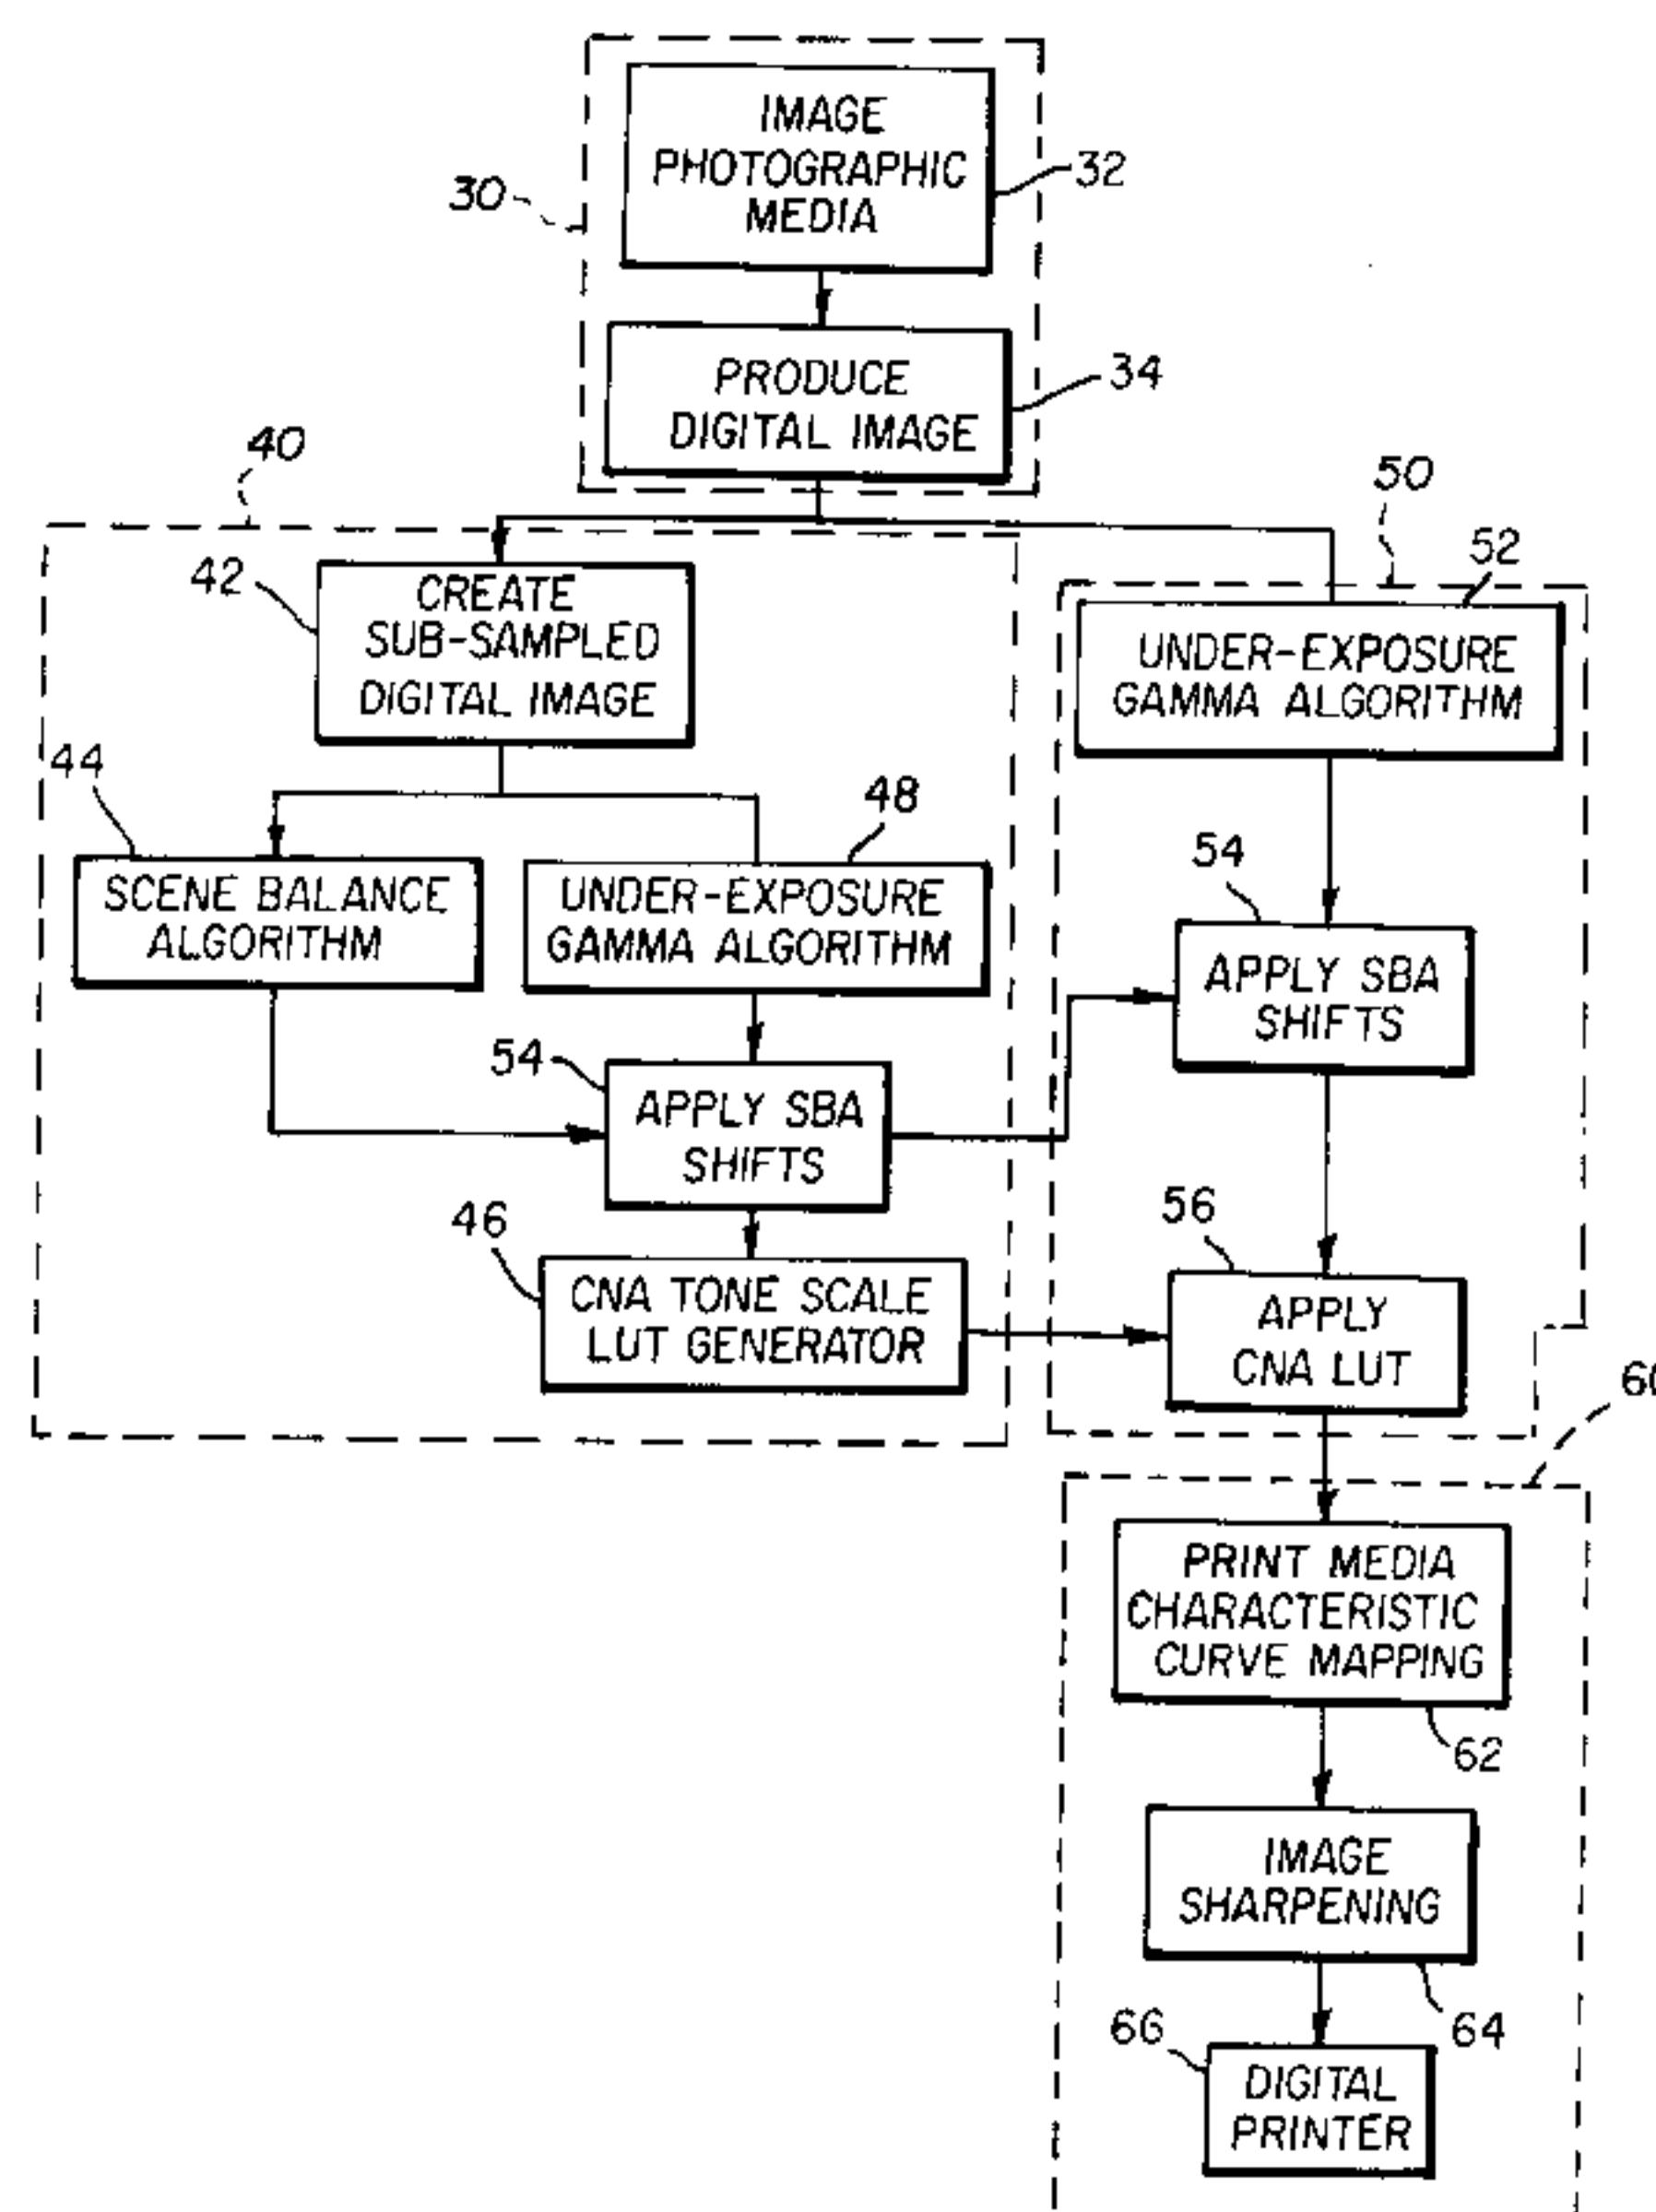 IMAGE
PHOTOGRAPHIC
MEDIA
32
30
PRODUCE
DIGITAL IMAGE
34
40
50
42
CREATE
SUB-SAMPLED
DIGITAL IMAGE
52
UNDER-EXPOSURE
GAMMA ALGORITHM
44
SCENE BALANCE
ALGORITHM
48
UNDER-EXPOSURE
GAMMA ALGORITHM
54
APPLY SBA
SHIFTS
54
APPLY SBA
SHIFTS
46
CNA TONE SCALE
LUT GENERATOR
56
APPLY
CNA LUT
60
PRINT MEDIA
CHARACTERISTIC
CURVE MAPPING
62
IMAGE
SHARPENING
64
66
DIGITAL
PRINTER